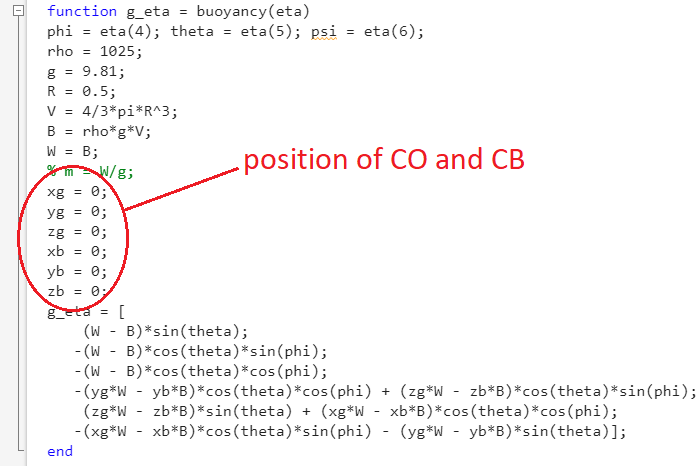 function g_eta = buoyancy(eta)
phi = eta(4); theta = eta(5); psi = eta(6);
rho = 1025;
g = 9.81;
R = 0.5;
V = 4/3*pi*R^3;
B = rho*g*V;
W = B;
% m = W/g;
position of CO and CB
xg = 0;
yg = 0;
zg = 0;
xb = 0;
yb = 0;
zb = 0;
g_eta = [
(W - B)*sin(theta);
-(W - B)*cos(theta)*sin(phi);
-(W - B)*cos(theta)*cos(phi);
-(yg*W - yb*B)*cos(theta)*cos(phi) + (zg*W - zb*B)*cos(theta)*sin(phi);
(zg*W - zb*B)*sin(theta) + (xg*W - xb*B)*cos(theta)*cos(phi);
-(xg*W - xb*B)*cos(theta)*sin(phi) - (yg*W - yb*B)*sin(theta)];
end